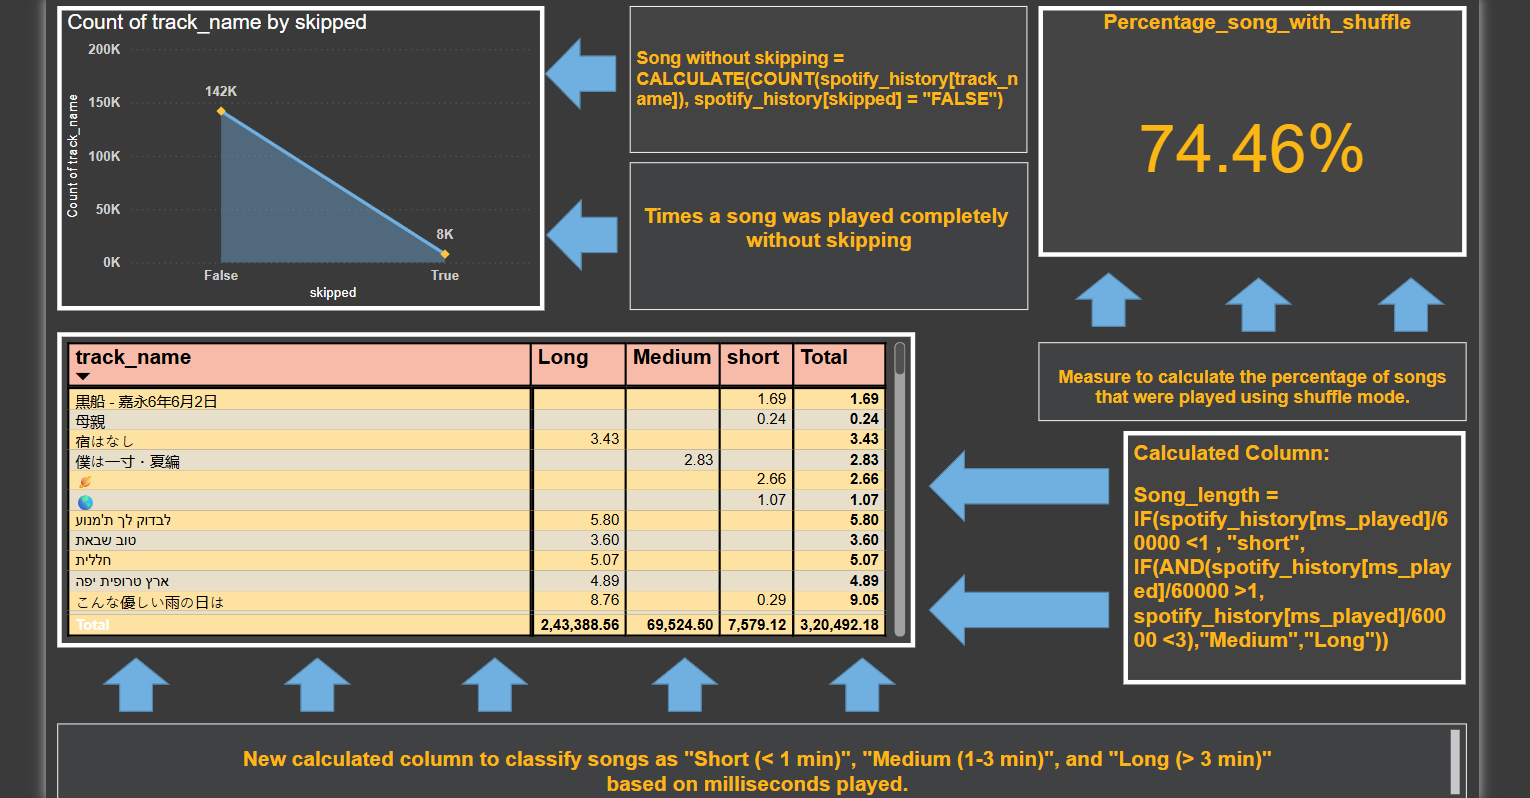 Count of track_name by skipped
200K
150K
100K
50K
0K
Count of track_name
142K
8K
False
True
skipped
Song without skipping =
CALCULATE(COUNT(spotify_history[track_n
ame]), spotify_history[skipped] = "FALSE")
Times a song was played completely
without skipping
Percentage_song_with_shuffle
74.46%
Measure to calculate the percentage of songs
that were played using shuffle mode.
track_name Long Medium short Total
黒船 - 嘉永6年6月2日 1.69 1.69
母親 0.24 0.24
宿はなし 3.43 3.43
僕は一寸・夏編 2.83 2.83
🪐 2.66 2.66
🌎 1.07 1.07
לבדוק לך ת'מנוע 5.80 5.80
טוב שבאת 3.60 3.60
חללית 5.07 5.07
ארץ טרופית יפה 4.89 4.89
こんな優しい雨の日は 8.76 0.29 9.05
Total 2,43,388.56 69,524.50 7,579.12 3,20,492.18
Calculated Column:
Song_length =
IF(spotify_history[ms_played]/6
0000 <1 , "short",
IF(AND(spotify_history[ms_play
ed]/60000 >1,
spotify_history[ms_played]/600
00 <3),"Medium","Long"))
New calculated column to classify songs as "Short (< 1 min)", "Medium (1-3 min)", and "Long (> 3 min)"
based on milliseconds played.